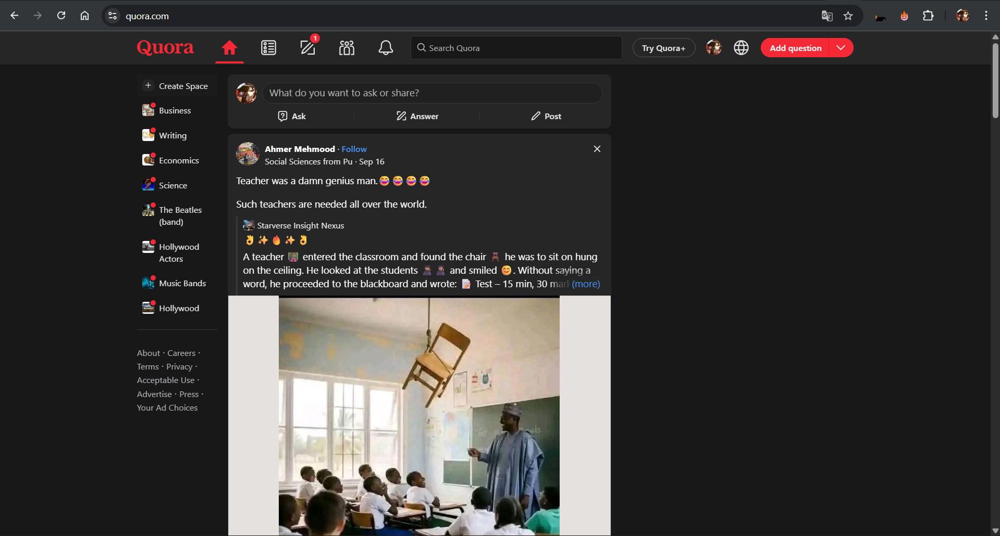 quora.com
Quora
1
Search Quora
Try Quora+
Add question
Create Space
Business
Writing
Economics
Science
The Beatles
(band)
Hollywood
Actors
Music Bands
Hollywood
About · Careers ·
Terms · Privacy ·
Acceptable Use ·
Advertise · Press ·
Your Ad Choices
What do you want to ask or share?
Ask
Answer
Post
Ahmer Mehmood · Follow
Social Sciences from Pu · Sep 16
Teacher was a damn genius man.😂😂😂😂
Such teachers are needed all over the world.
Starverse Insight Nexus
👌✨🔥✨👌
A teacher 👩🏽‍🏫 entered the classroom and found the chair 🪑 he was to sit on hung
on the ceiling. He looked at the students 👩🏽‍🎓 👩🏽‍🎓 and smiled 😊. Without saying a
word, he proceeded to the blackboard and wrote: 📝 Test – 15 min, 30 mark (more)